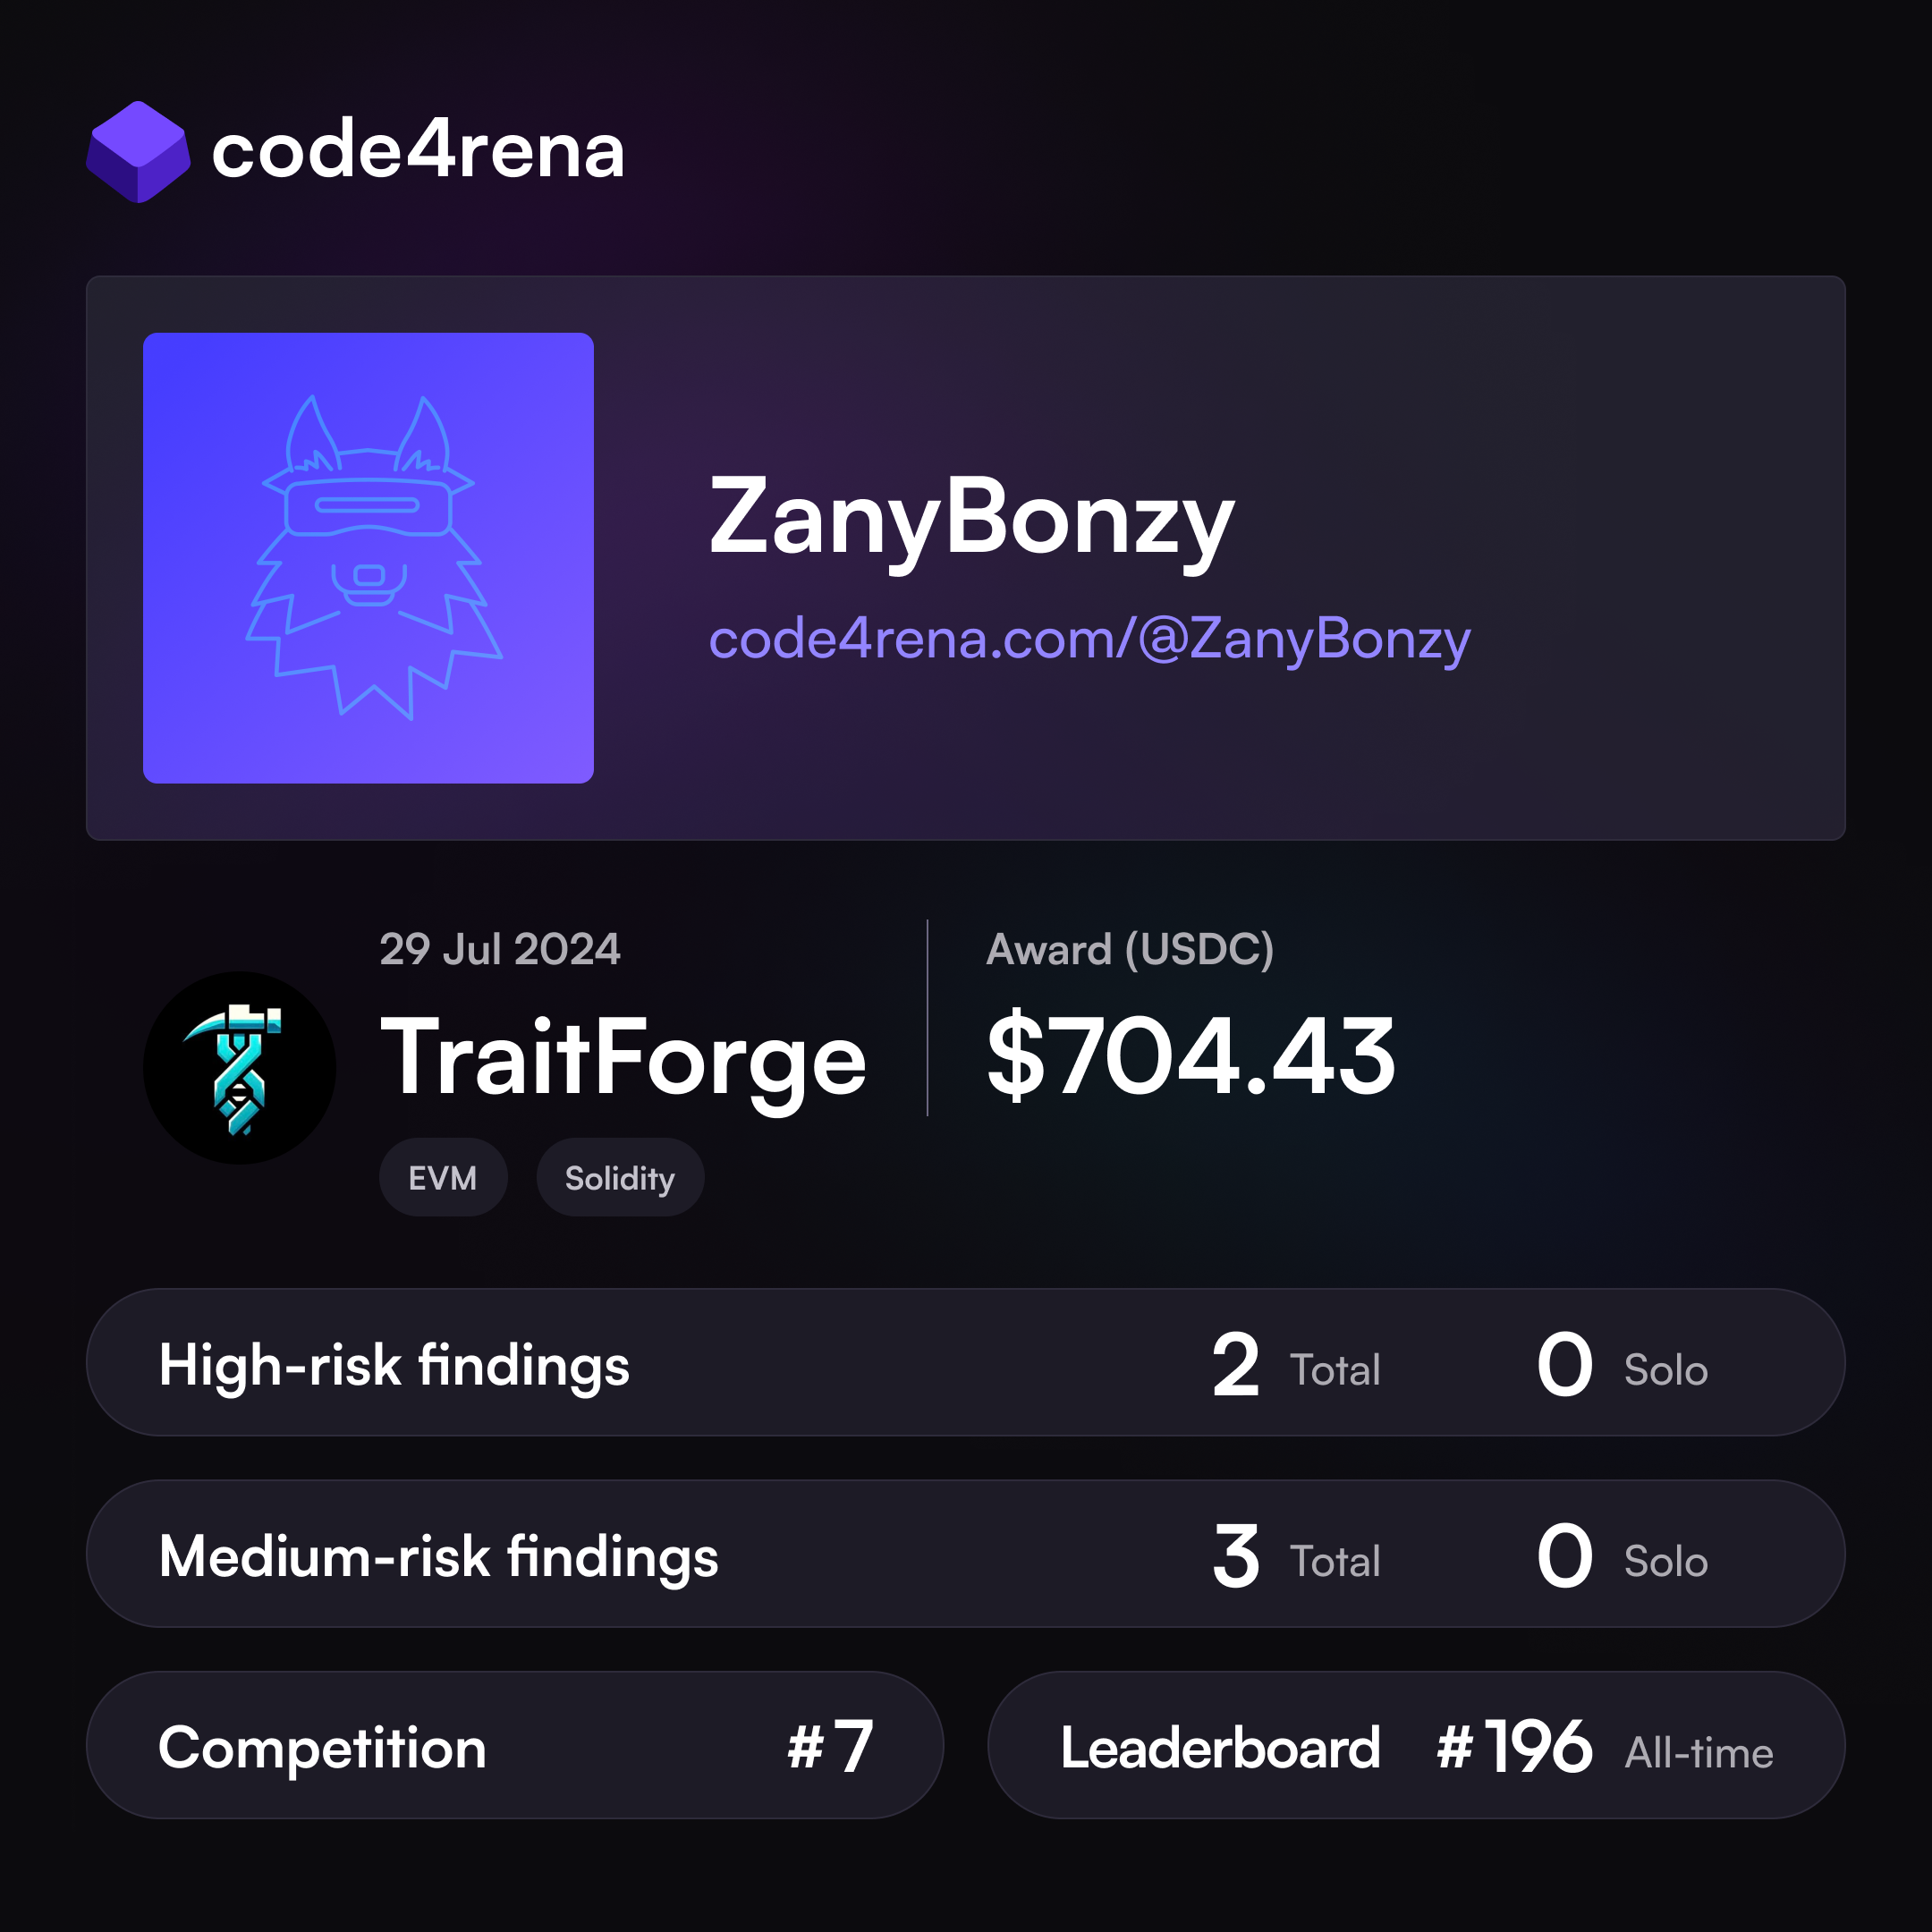 code4rena
ZanyBonzy
code4rena.com/@ZanyBonzy
29 Jul 2024
TraitForge
EVM Solidity
Award (USDC)
$704.43
High-risk findings 2 Total 0 Solo
Medium-risk findings 3 Total 0 Solo
Competition #7
Leaderboard #196 All-time